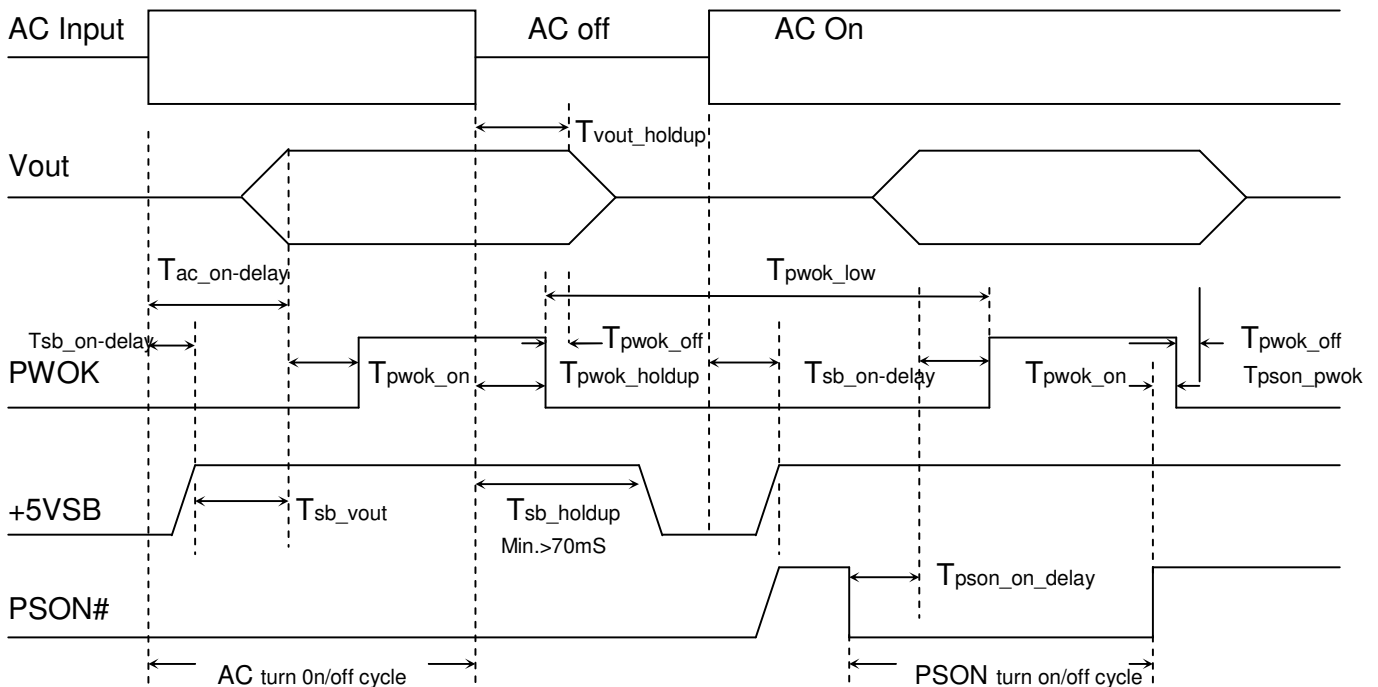 AC Input
AC off
AC On
Tvout_holdup
Vout
Tac_on-delay
Tpwok_low
Tsb_on-delay
Tpwok_off
Tpwok_off
PWOK
Tpwok_on
Tpwok_holdup
Tsb_on-delay
Tpwok_on
Tpson_pwok
+5VSB
Tsb_vout
Tsb_holdup
Min.>70mS
Tpson_on_delay
PSON#
AC turn 0n/off cycle
PSON turn on/off cycle